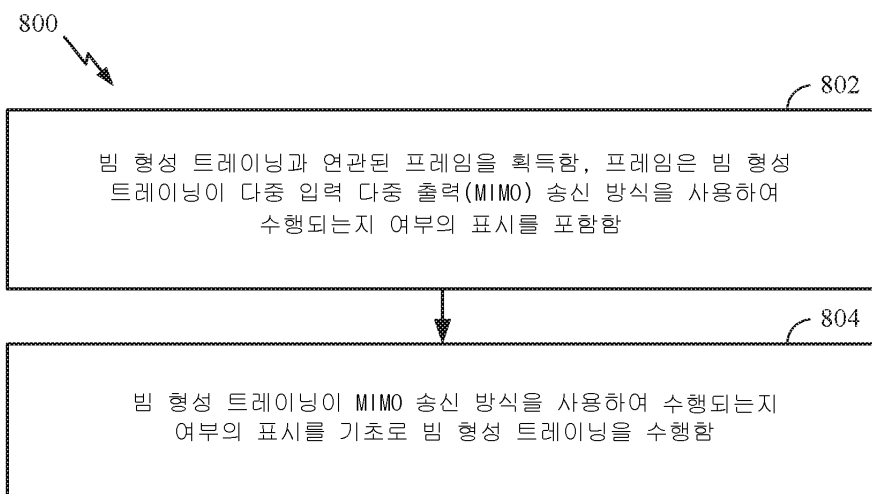 800
802
빔 형성 트레이닝과 연관된 프레임을 획득함, 프레임은 빔 형성
트레이닝이 다중 입력 다중 출력(MIMO) 송신 방식을 사용하여
수행되는지 여부의 표시를 포함함
804
빔 형성 트레이닝이 MIMO 송신 방식을 사용하여 수행되는지
여부의 표시를 기초로 빔 형성 트레이닝을 수행함